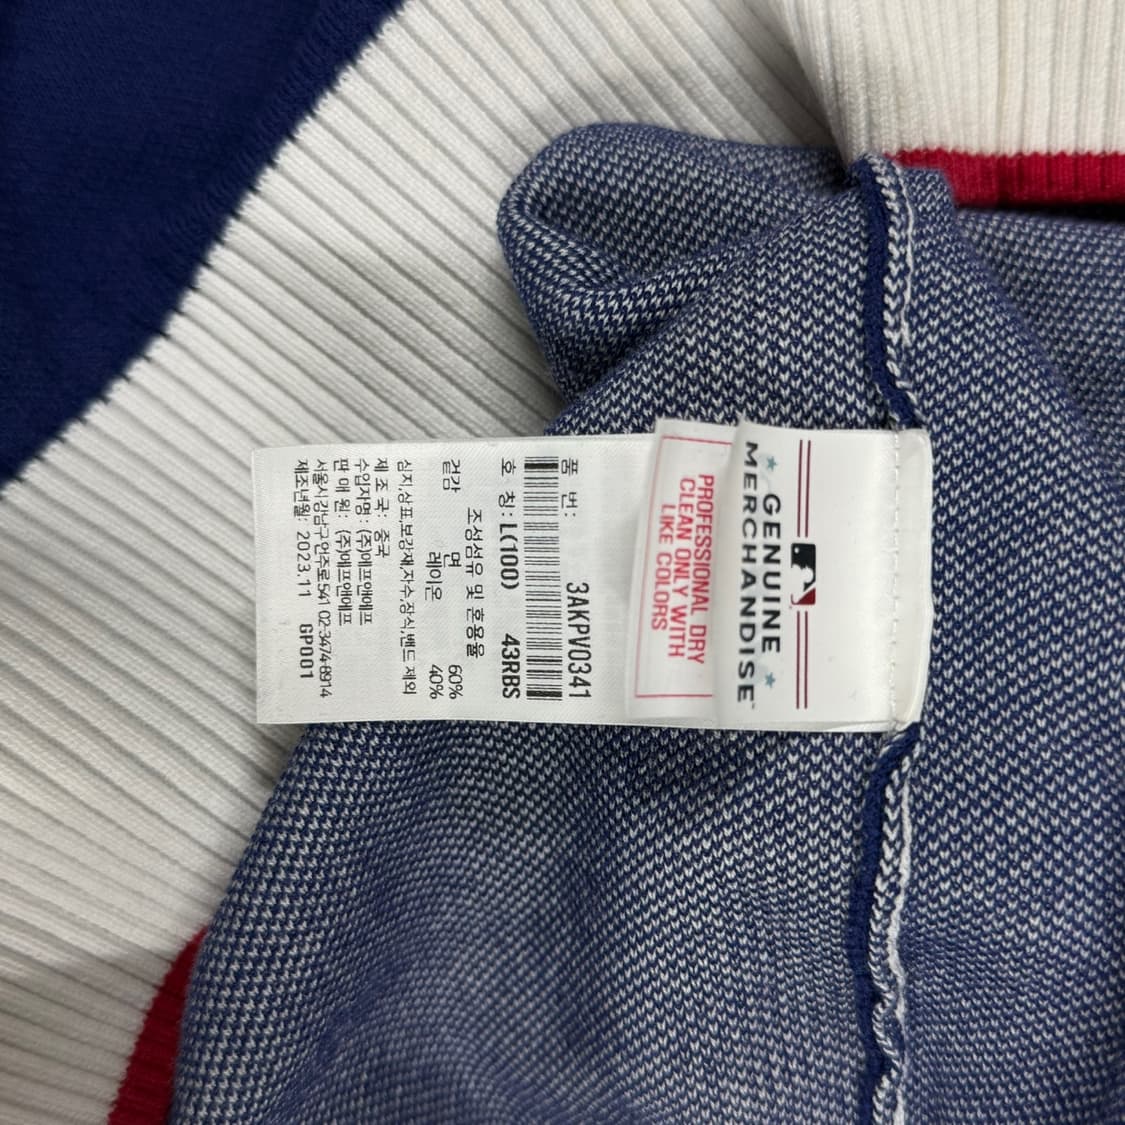 GENUINE
MERCHANDISE™
PROFESSIONAL DRY
CLEAN ONLY WITH
LIKE COLORS
품 번: 3AKPV0341
호 칭: L(100) 43RBS
조성섬유 및 혼용율
겉감 면 60%
레이온 40%
심지,상표,보강재,자수,장식,밴드 제외
제 조 국: 중국
수입자명: (주)에프앤에프
판 매 원: (주)에프앤에프
서울시 강남구 언주로541 02-3474-8914
제조년월: 2023.11 GP001